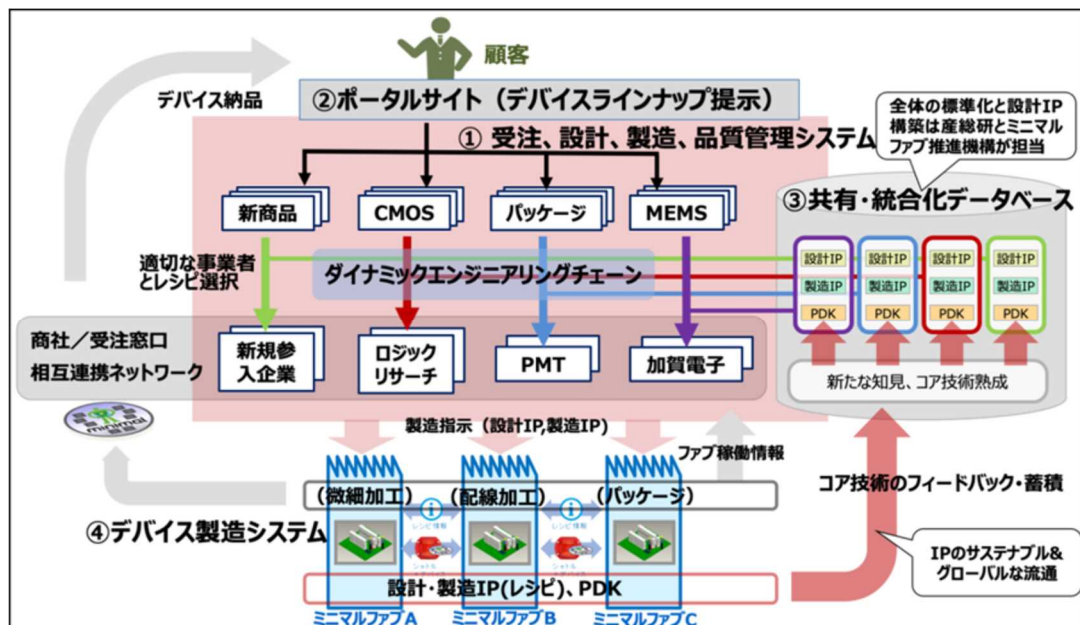 顧客
デバイス納品
②ポータルサイト（デバイスラインナップ提示）
全体の標準化と設計IP
構築は産総研とミニマル
ファブ推進機構が担当
① 受注、設計、製造、品質管理システム
③共有・統合化データベース
新商品
CMOS
パッケージ
MEMS
適切な事業者
とレシピ選択
ダイナミックエンジニアリングチェーン
設計IP
設計IP
設計IP
設計IP
製造IP
製造IP
製造IP
製造IP
PDK
PDK
PDK
PDK
商社／受注窓口
相互連携ネットワーク
新規参
入企業
ロジック
リサーチ
PMT
加賀電子
新たな知見、コア技術熟成
minimal
製造指示（設計IP,製造IP)
ファブ稼働情報
コア技術のフィードバック・蓄積
（微細加工）
（配線加工）
（パッケージ）
レシピ情報
レシピ情報
④デバイス製造システム
IPのサステナブル&
グローバルな流通
設計・製造IP(レシピ)、PDK
ミニマルファブA
ミニマルファブB
ミニマルファブC